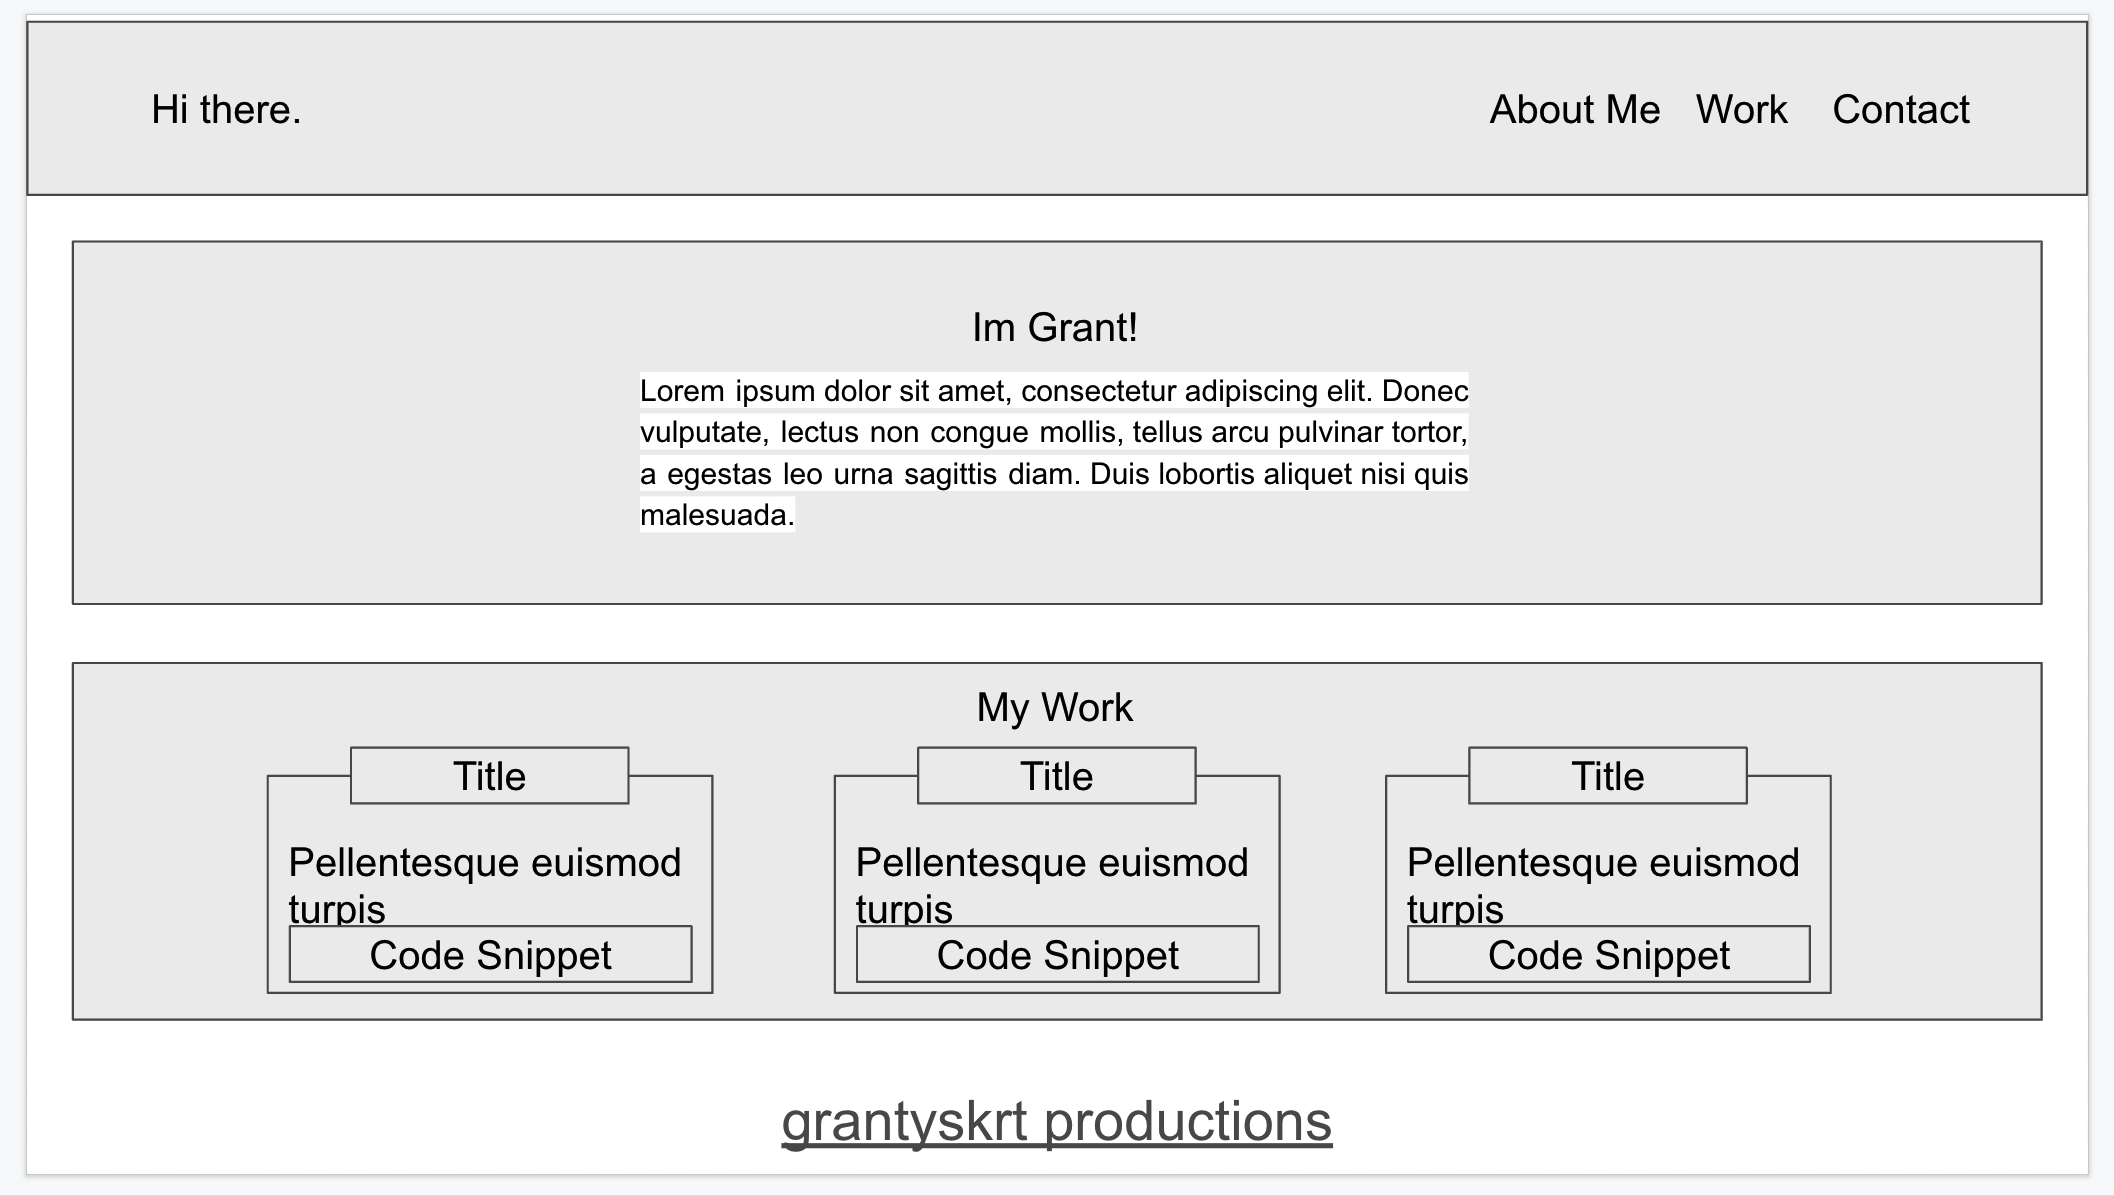 Hi there.
About Me Work Contact
Im Grant!
Lorem ipsum dolor sit amet, consectetur adipiscing elit. Donec
vulputate, lectus non congue mollis, tellus arcu pulvinar tortor,
a egestas leo urna sagittis diam. Duis lobortis aliquet nisi quis
malesuada.
My Work
Title
Pellentesque euismod
turpis
Code Snippet
Title
Pellentesque euismod
turpis
Code Snippet
Title
Pellentesque euismod
turpis
Code Snippet
grantyskrt productions